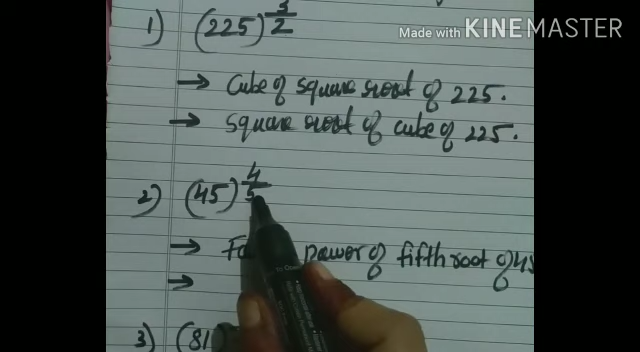 Made with KINEMASTER
1) (225)^3/2
→ Cube of square root of 225.
→ Square root of cube of 225.
2) (45)^4/5
→ power of fifth root of 45
→
3) (81